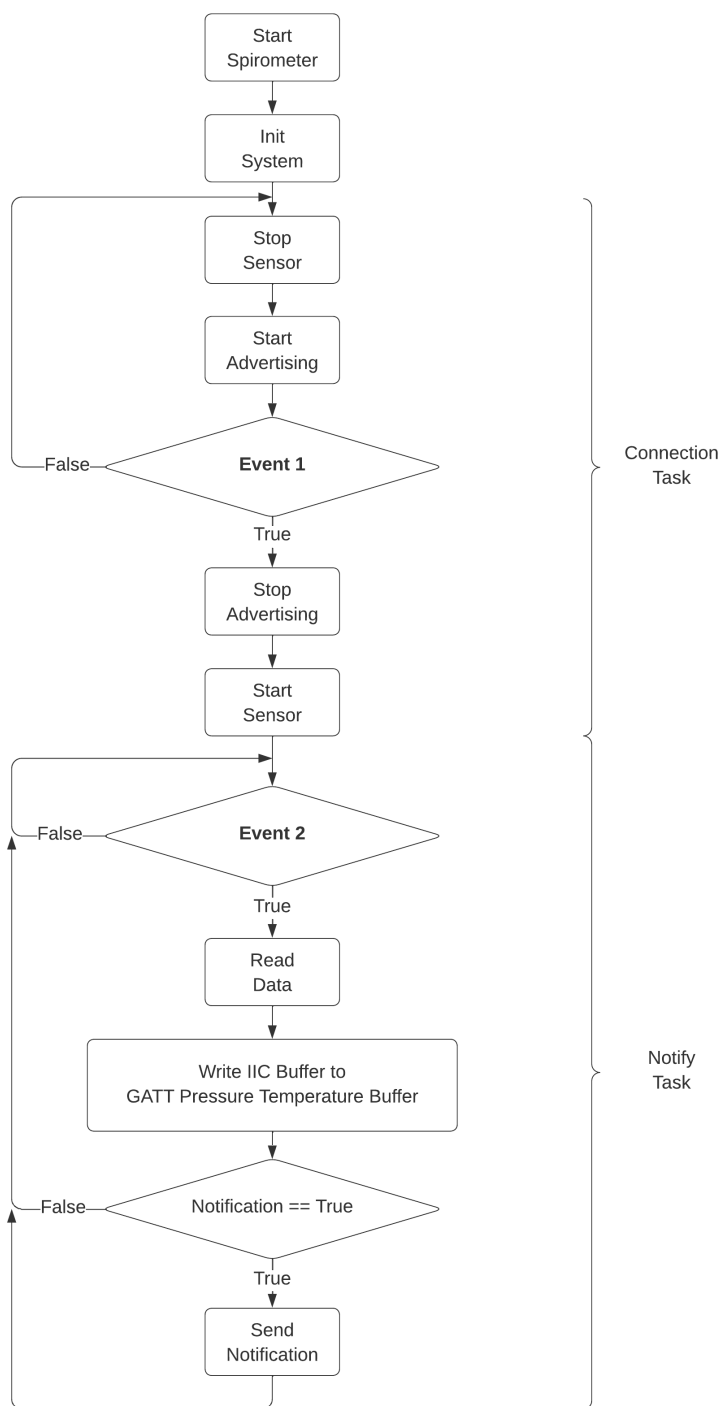 Start
Spirometer
Init
System
Stop
Sensor
Start
Advertising
Event 1
False
True
Connection
Task
Stop
Advertising
Start
Sensor
Event 2
False
True
Read
Data
Write IIC Buffer to
GATT Pressure Temperature Buffer
Notify
Task
Notification == True
False
True
Send
Notification